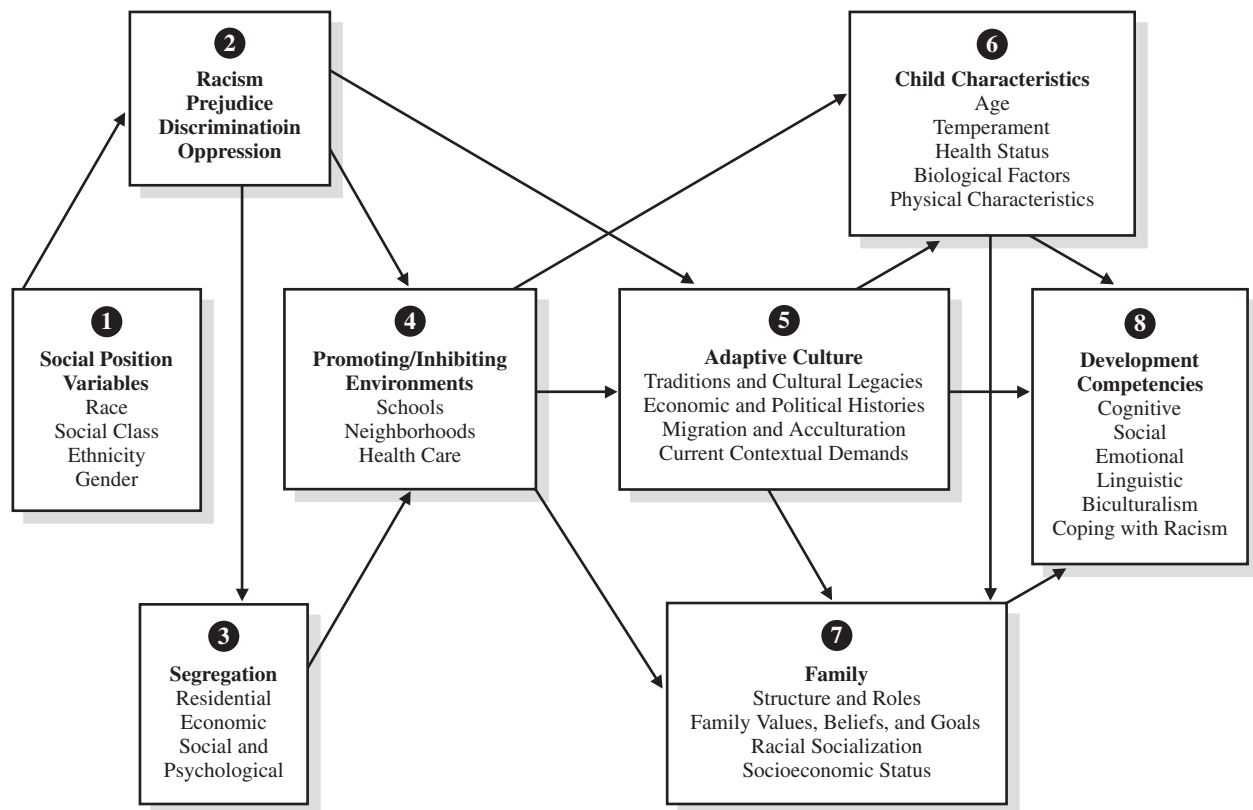 2
Racism
Prejudice
Discriminatioin
Oppression
6
Child Characteristics
Age
Temperament
Health Status
Biological Factors
Physical Characteristics
1
Social Position
Variables
Race
Social Class
Ethnicity
Gender
4
Promoting/Inhibiting
Environments
Schools
Neighborhoods
Health Care
5
Adaptive Culture
Traditions and Cultural Legacies
Economic and Political Histories
Migration and Acculturation
Current Contextual Demands
8
Development
Competencies
Cognitive
Social
Emotional
Linguistic
Biculturalism
Coping with Racism
3
Segregation
Residential
Economic
Social and
Psychological
7
Family
Structure and Roles
Family Values, Beliefs, and Goals
Racial Socialization
Socioeconomic Status